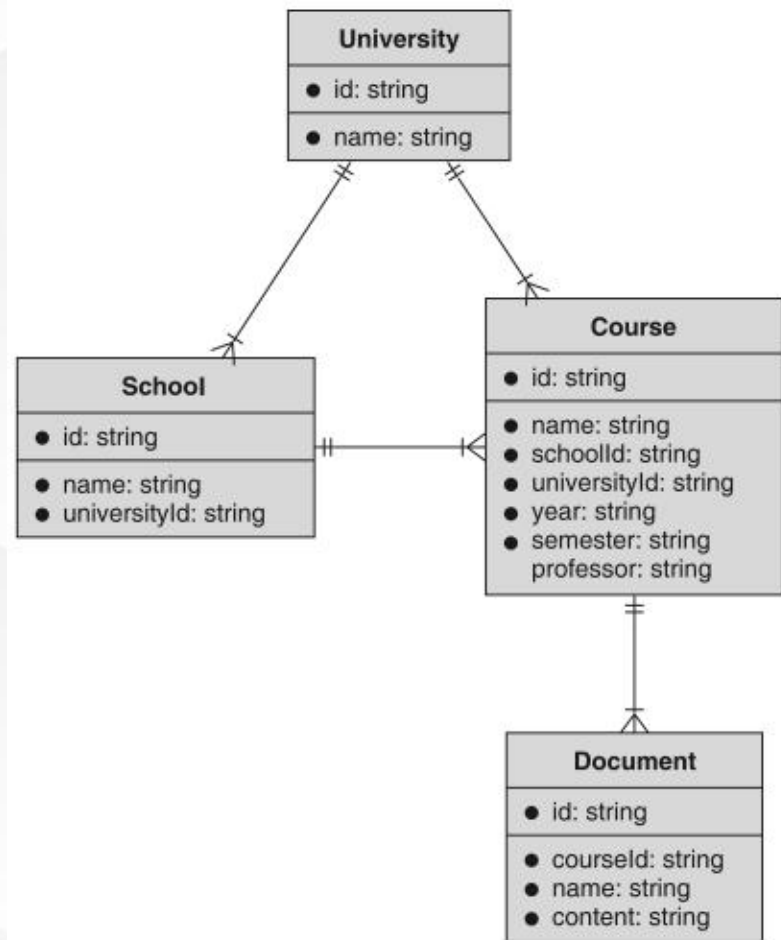 University
● id: string
● name: string
School
● id: string
● name: string
● universityId: string
Course
● id: string
● name: string
● schoolId: string
● universityId: string
● year: string
● semester: string
professor: string
Document
● id: string
● courseId: string
● name: string
● content: string